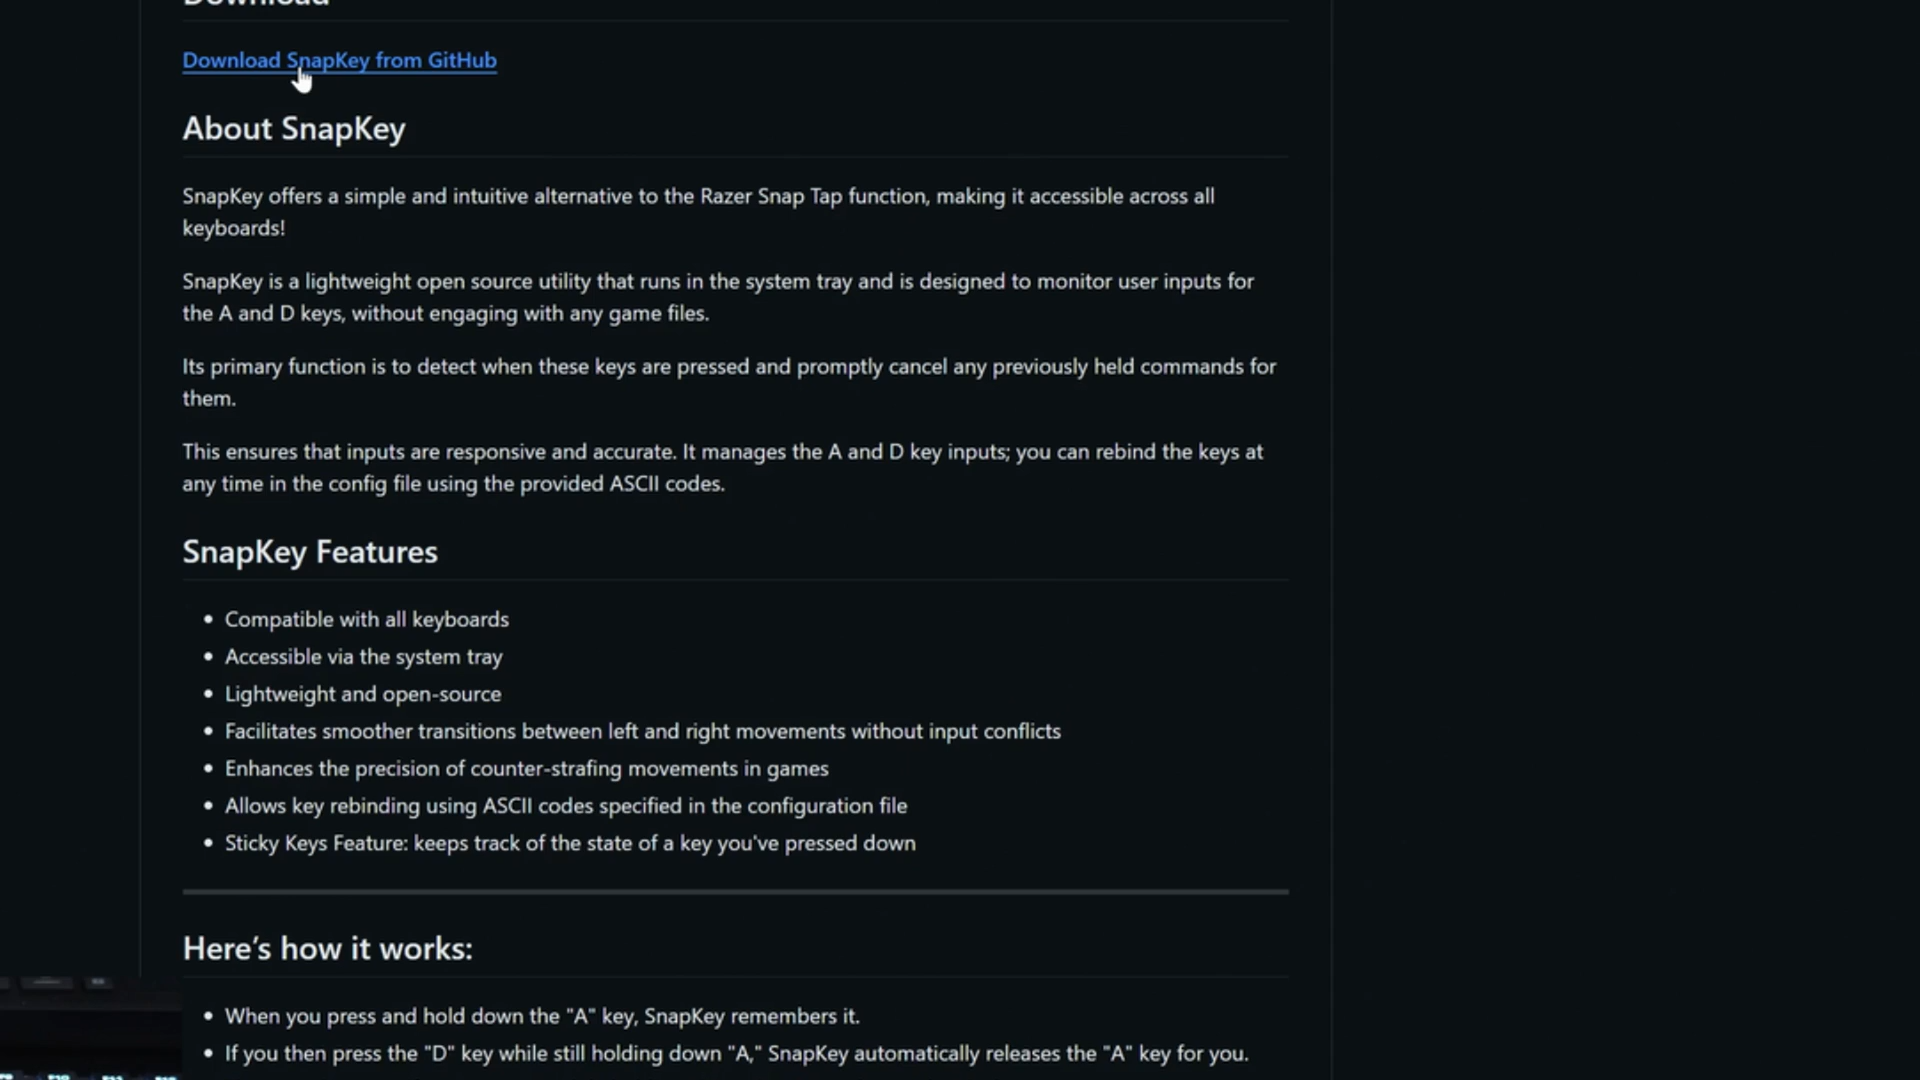 Download
Download SnapKey from GitHub
About SnapKey
SnapKey offers a simple and intuitive alternative to the Razer Snap Tap function, making it accessible across all
keyboards!
SnapKey is a lightweight open source utility that runs in the system tray and is designed to monitor user inputs for
the A and D keys, without engaging with any game files.
Its primary function is to detect when these keys are pressed and promptly cancel any previously held commands for
them.
This ensures that inputs are responsive and accurate. It manages the A and D key inputs; you can rebind the keys at
any time in the config file using the provided ASCII codes.
SnapKey Features
• Compatible with all keyboards
• Accessible via the system tray
• Lightweight and open-source
• Facilitates smoother transitions between left and right movements without input conflicts
• Enhances the precision of counter-strafing movements in games
• Allows key rebinding using ASCII codes specified in the configuration file
• Sticky Keys Feature: keeps track of the state of a key you've pressed down
Here’s how it works:
• When you press and hold down the "A" key, SnapKey remembers it.
• If you then press the "D" key while still holding down "A," SnapKey automatically releases the "A" key for you.